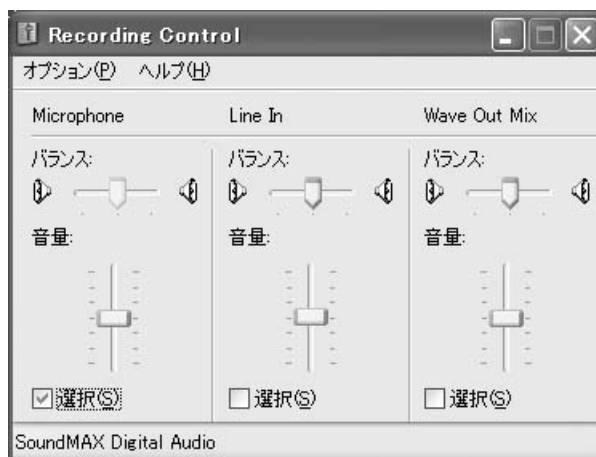 Recording Control
オプション(P) ヘルプ(H)
Microphone Line In Wave Out Mix
バランス: バランス: バランス:
音量: 音量: 音量:
選択(S) 選択(S) 選択(S)
SoundMAX Digital Audio